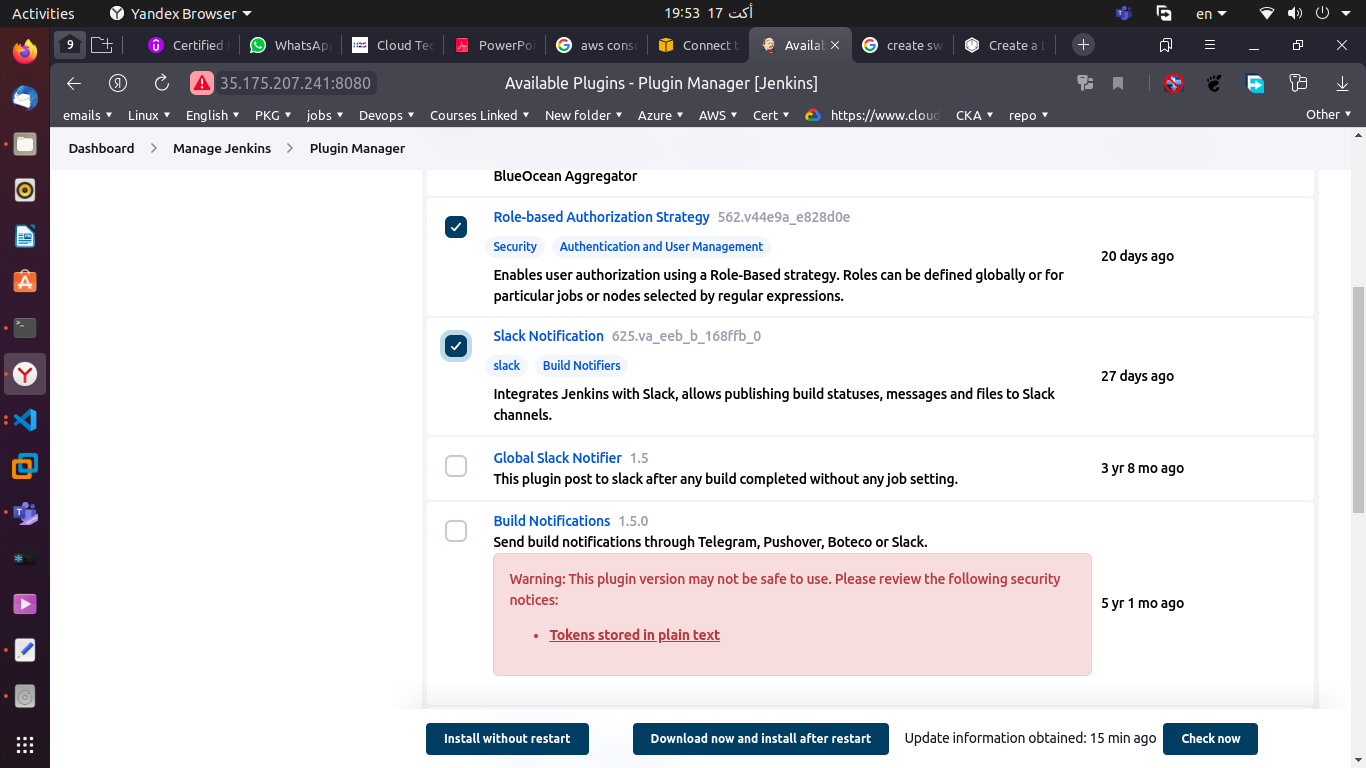 Activities
Yandex Browser
19:53 17 أكت
en
9
Certified
WhatsApp
Cloud Tec
PowerPoi
aws cons
Connect t
Availab
create sw
Create a L
35.175.207.241:8080
Available Plugins - Plugin Manager [Jenkins]
emails
Linux
English
PKG
jobs
Devops
Courses Linked
New folder
Azure
AWS
Cert
https://www.cloud
CKA
repo
Other
Dashboard
Manage Jenkins
Plugin Manager
BlueOcean Aggregator
Role-based Authorization Strategy 562.v44e9a_e828d0e
Security Authentication and User Management
Enables user authorization using a Role-Based strategy. Roles can be defined globally or for
particular jobs or nodes selected by regular expressions.
20 days ago
Slack Notification 625.va_eeb_b_168ffb_0
slack Build Notifiers
Integrates Jenkins with Slack, allows publishing build statuses, messages and files to Slack
channels.
27 days ago
Global Slack Notifier 1.5
This plugin post to slack after any build completed without any job setting.
3 yr 8 mo ago
Build Notifications 1.5.0
Send build notifications through Telegram, Pushover, Boteco or Slack.
Warning: This plugin version may not be safe to use. Please review the following security
notices:
• Tokens stored in plain text
5 yr 1 mo ago
Install without restart
Download now and install after restart
Update information obtained: 15 min ago
Check now